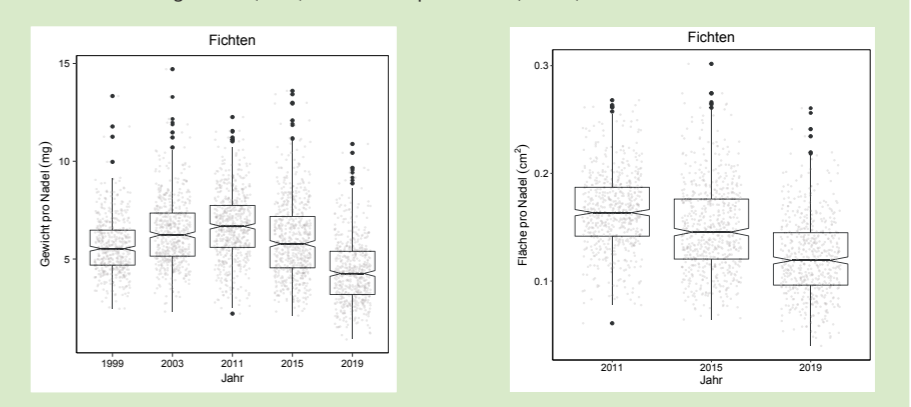 Fichten
15
10
5
Gewicht pro Nadel (mg)
1999 2003 2011 2015 2019
Jahr
Fichten
0.3
0.2
0.1
Fläche pro Nadel (cm²)
2011 2015 2019
Jahr